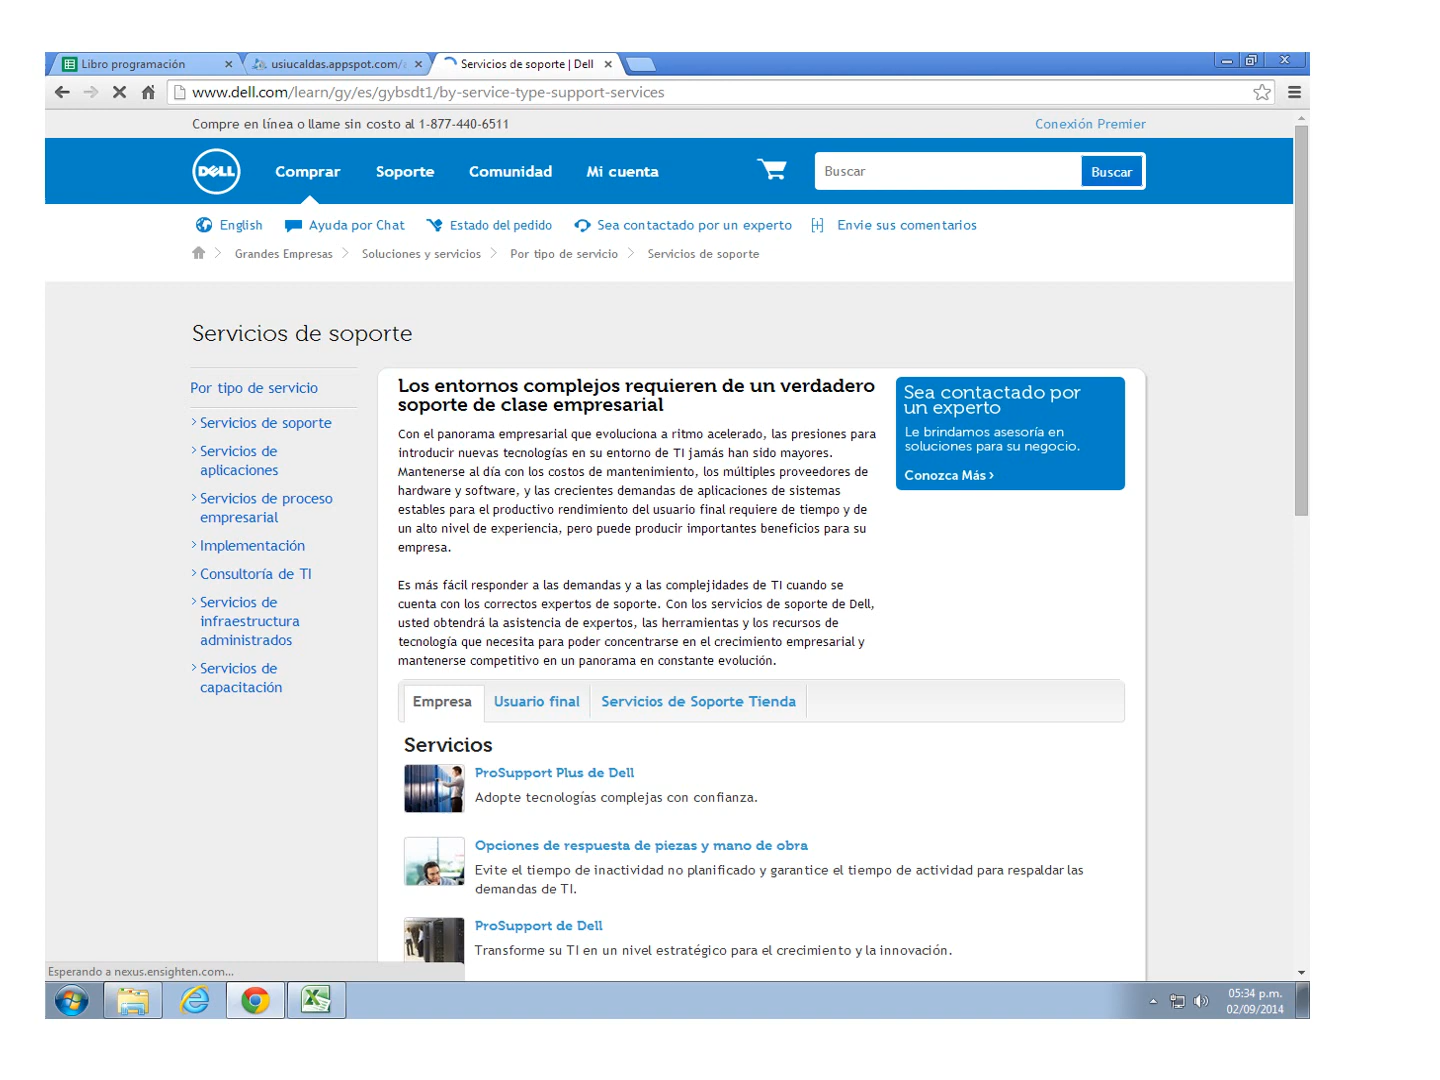 Libro programación
usiucaldas.appspot.com/
Servicios de soporte | Dell
www.dell.com/learn/gy/es/gybsdt1/by-service-type-support-services
Compre en línea o llame sin costo al 1-877-440-6511
Conexión Premier
DELL
Comprar
Soporte
Comunidad
Mi cuenta
Buscar
Buscar
English
Ayuda por Chat
Estado del pedido
Sea contactado por un experto
Envie sus comentarios
Grandes Empresas
Soluciones y servicios
Por tipo de servicio
Servicios de soporte
Servicios de soporte
Por tipo de servicio
Servicios de soporte
Servicios de
aplicaciones
Servicios de proceso
empresarial
Implementación
Consultoría de TI
Servicios de
infraestructura
administrados
Servicios de
capacitación
Los entornos complejos requieren de un verdadero
soporte de clase empresarial
Con el panorama empresarial que evoluciona a ritmo acelerado, las presiones para
introducir nuevas tecnologías en su entorno de TI jamás han sido mayores.
Mantenerse al día con los costos de mantenimiento, los múltiples proveedores de
hardware y software, y las crecientes demandas de aplicaciones de sistemas
estables para el productivo rendimiento del usuario final requiere de tiempo y de
un alto nivel de experiencia, pero puede producir importantes beneficios para su
empresa.
Es más fácil responder a las demandas y a las complejidades de TI cuando se
cuenta con los correctos expertos de soporte. Con los servicios de soporte de Dell,
usted obtendrá la asistencia de expertos, las herramientas y los recursos de
tecnología que necesita para poder concentrarse en el crecimiento empresarial y
mantenerse competitivo en un panorama en constante evolución.
Sea contactado por
un experto
Le brindamos asesoría en
soluciones para su negocio.
Conozca Más ›
Empresa
Usuario final
Servicios de Soporte Tienda
Servicios
ProSupport Plus de Dell
Adopte tecnologías complejas con confianza.
Opciones de respuesta de piezas y mano de obra
Evite el tiempo de inactividad no planificado y garantice el tiempo de actividad para respaldar las
demandas de TI.
ProSupport de Dell
Transforme su TI en un nivel estratégico para el crecimiento y la innovación.
Esperando a nexus.ensighten.com...
05:34 p.m.
02/09/2014